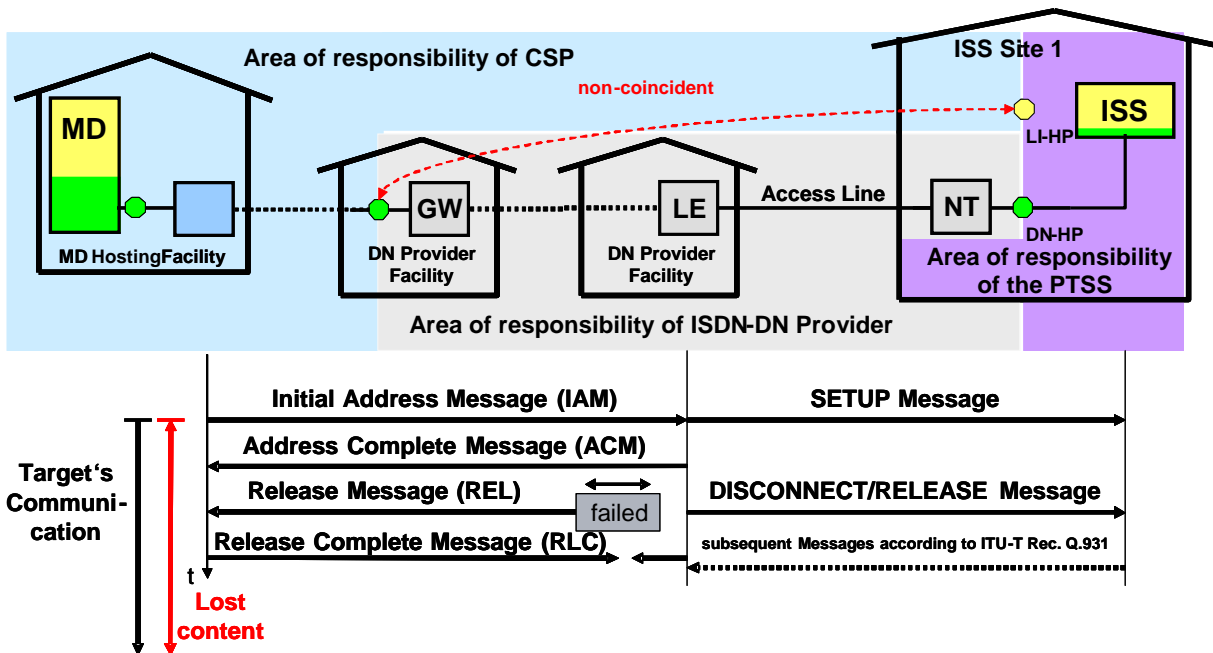 Area of responsibility of CSP
ISS Site 1
non-coincident
MD
ISS
LI-HP
GW
LE
Access Line
NT
DN-HP
MD HostingFacility
DN Provider
Facility
DN Provider
Facility
Area of responsibility
of the PTSS
Area of responsibility of ISDN-DN Provider
Initial Address Message (IAM)
SETUP Message
Address Complete Message (ACM)
Target's
Communi-
cation
Release Message (REL)
failed
DISCONNECT/RELEASE Message
Release Complete Message (RLC)
subsequent Messages according to ITU-T Rec. Q.931
t
Lost
content